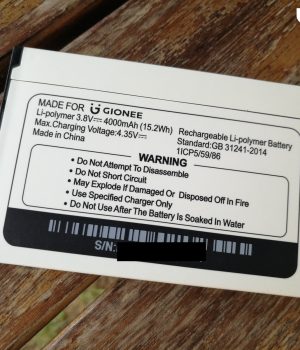 MADE FOR GIONEE
Li-polymer 3.8V⎓ 4000mAh (15.2Wh)
Max.Charging Voltage:4.35V⎓
Made in China
Rechargeable Li-polymer Battery
Standard:GB 31241-2014
1ICP5/59/86
WARNING
• Do Not Attempt To Disassemble
• Do Not Short Circuit
• May Explode If Damaged Or Disposed Off In Fire
• Use Specified Charger Only
• Do Not Use After The Battery Is Soaked In Water
S/N: